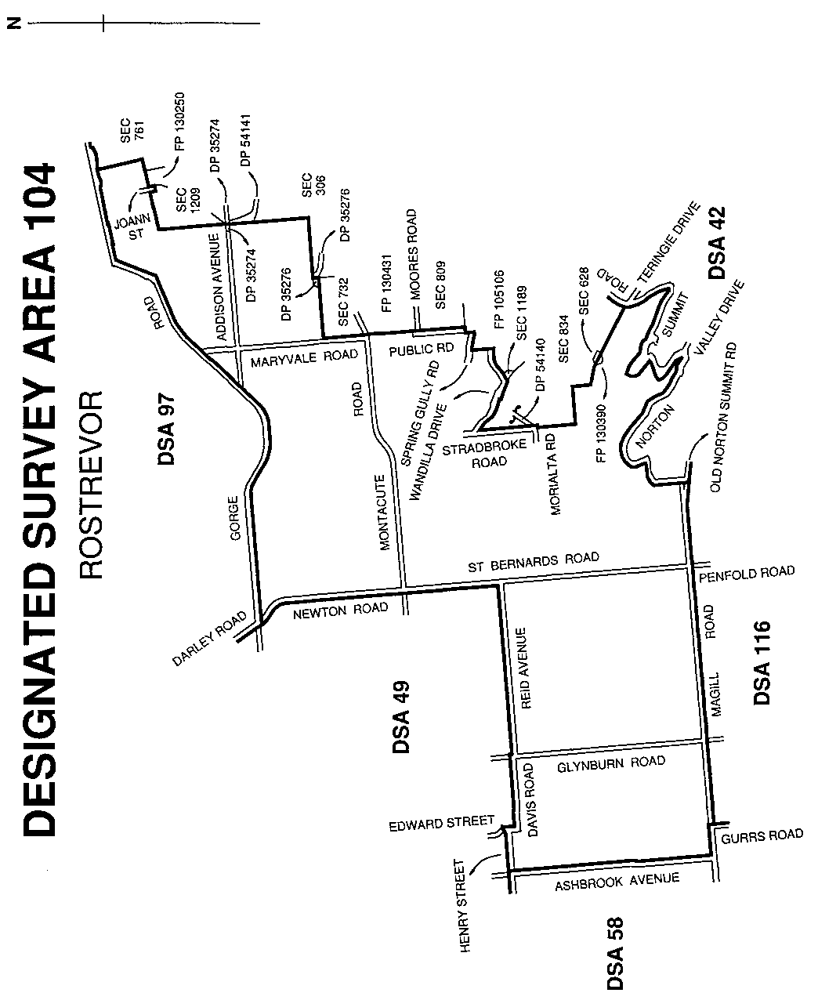 N
DESIGNATED SURVEY AREA 104
ROSTREVOR
SEC
761
FP 130250
DP 35274
DP 54141
JOANN
ST
SEC
1209
SEC
306
DP 35276
ROAD
ADDISON AVENUE
DP 35274
DP 35276
SEC 732
FP 130431
MOORES ROAD
SEC 809
FP 105106
SEC 1189
DP 54140
SEC 834
SEC 628
ROAD
TERINGIE DRIVE
DSA 42
SUMMIT
VALLEY DRIVE
MARYVALE ROAD
PUBLIC RD
DSA 97
ROAD
SPRING GULLY RD
WANDILLA DRIVE
STRADBROKE
ROAD
MORIALTA RD
FP 130390
NORTON
OLD NORTON SUMMIT RD
GORGE
MONTACUTE
ST BERNARDS ROAD
PENFOLD ROAD
DARLEY ROAD
NEWTON ROAD
REID AVENUE
ROAD
MAGILL
DSA 116
DSA 49
GLYNBURN ROAD
DAVIS ROAD
EDWARD STREET
GURRS ROAD
HENRY STREET
ASHBROOK AVENUE
DSA 58